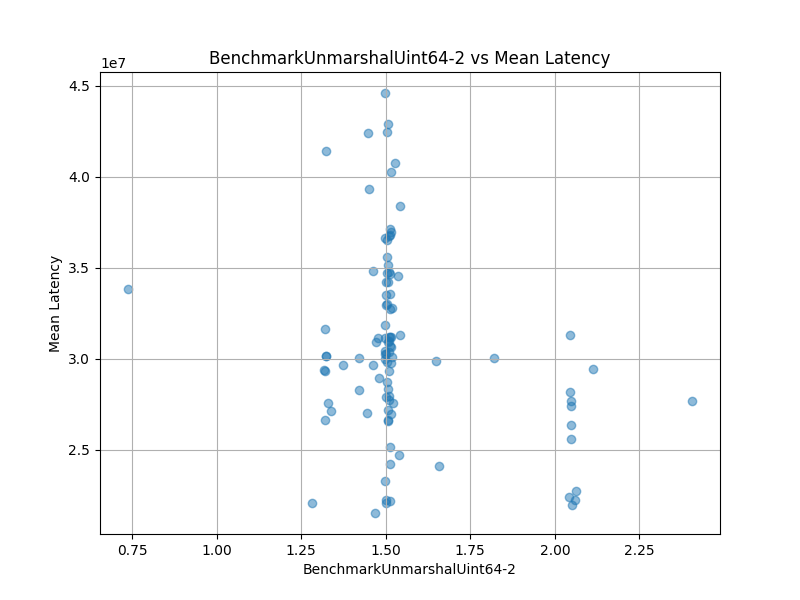 BenchmarkUnmarshalUint64-2 vs Mean Latency
1e7
4.5
4.0
3.5
3.0
2.5
Mean Latency
0.75 1.00 1.25 1.50 1.75 2.00 2.25
BenchmarkUnmarshalUint64-2